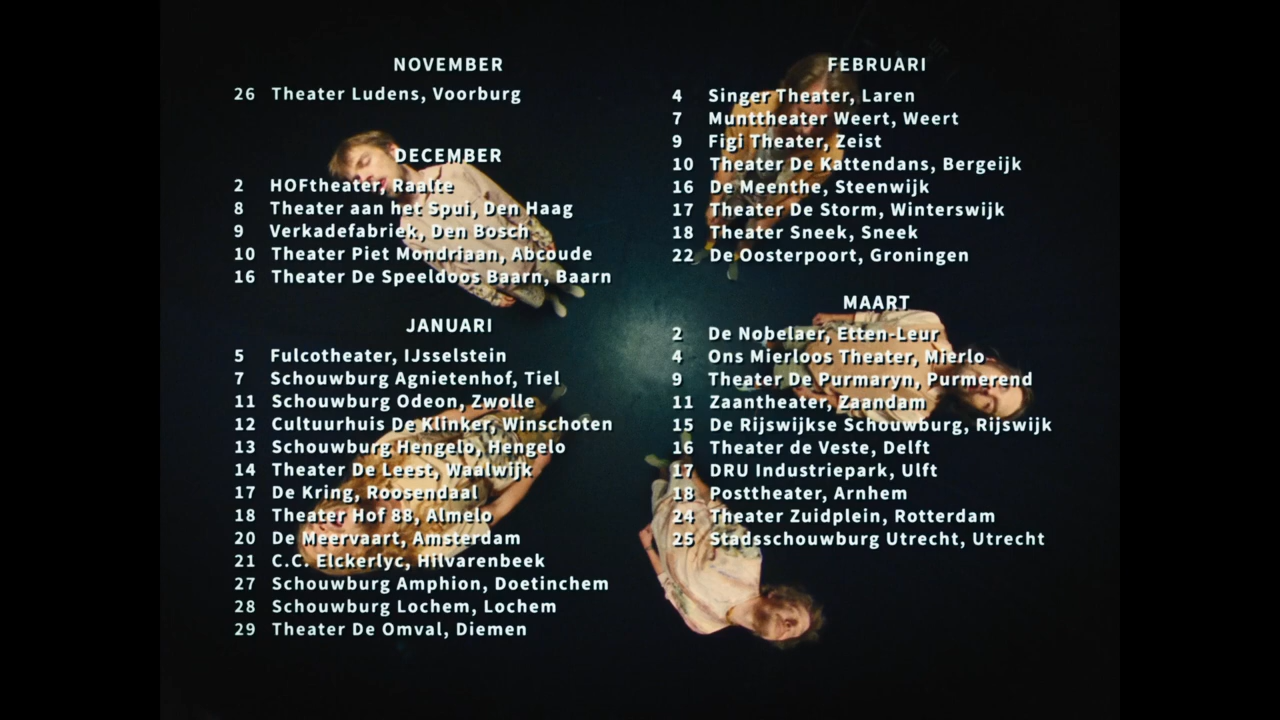 NOVEMBER
26 Theater Ludens, Voorburg
DECEMBER
2 HOFtheater, Raalte
8 Theater aan het Spui, Den Haag
9 Verkadefabriek, Den Bosch
10 Theater Piet Mondriaan, Abcoude
16 Theater De Speeldoos Baarn, Baarn
JANUARI
5 Fulcotheater, IJsselstein
7 Schouwburg Agnietenhof, Tiel
11 Schouwburg Odeon, Zwolle
12 Cultuurhuis De Klinker, Winschoten
13 Schouwburg Hengelo, Hengelo
14 Theater De Leest, Waalwijk
17 De Kring, Roosendaal
18 Theater Hof 88, Almelo
20 De Meervaart, Amsterdam
21 C.C. Elckerlyc, Hilvarenbeek
27 Schouwburg Amphion, Doetinchem
28 Schouwburg Lochem, Lochem
29 Theater De Omval, Diemen
FEBRUARI
4 Singer Theater, Laren
7 Munttheater Weert, Weert
9 Figi Theater, Zeist
10 Theater De Kattendans, Bergeijk
16 De Meenthe, Steenwijk
17 Theater De Storm, Winterswijk
18 Theater Sneek, Sneek
22 De Oosterpoort, Groningen
MAART
2 De Nobelaer, Etten-Leur
4 Ons Mierloos Theater, Mierlo
9 Theater De Purmaryn, Purmerend
11 Zaantheater, Zaandam
15 De Rijswijkse Schouwburg, Rijswijk
16 Theater de Veste, Delft
17 DRU Industriepark, Ulft
18 Posttheater, Arnhem
24 Theater Zuidplein, Rotterdam
25 Stadsschouwburg Utrecht, Utrecht